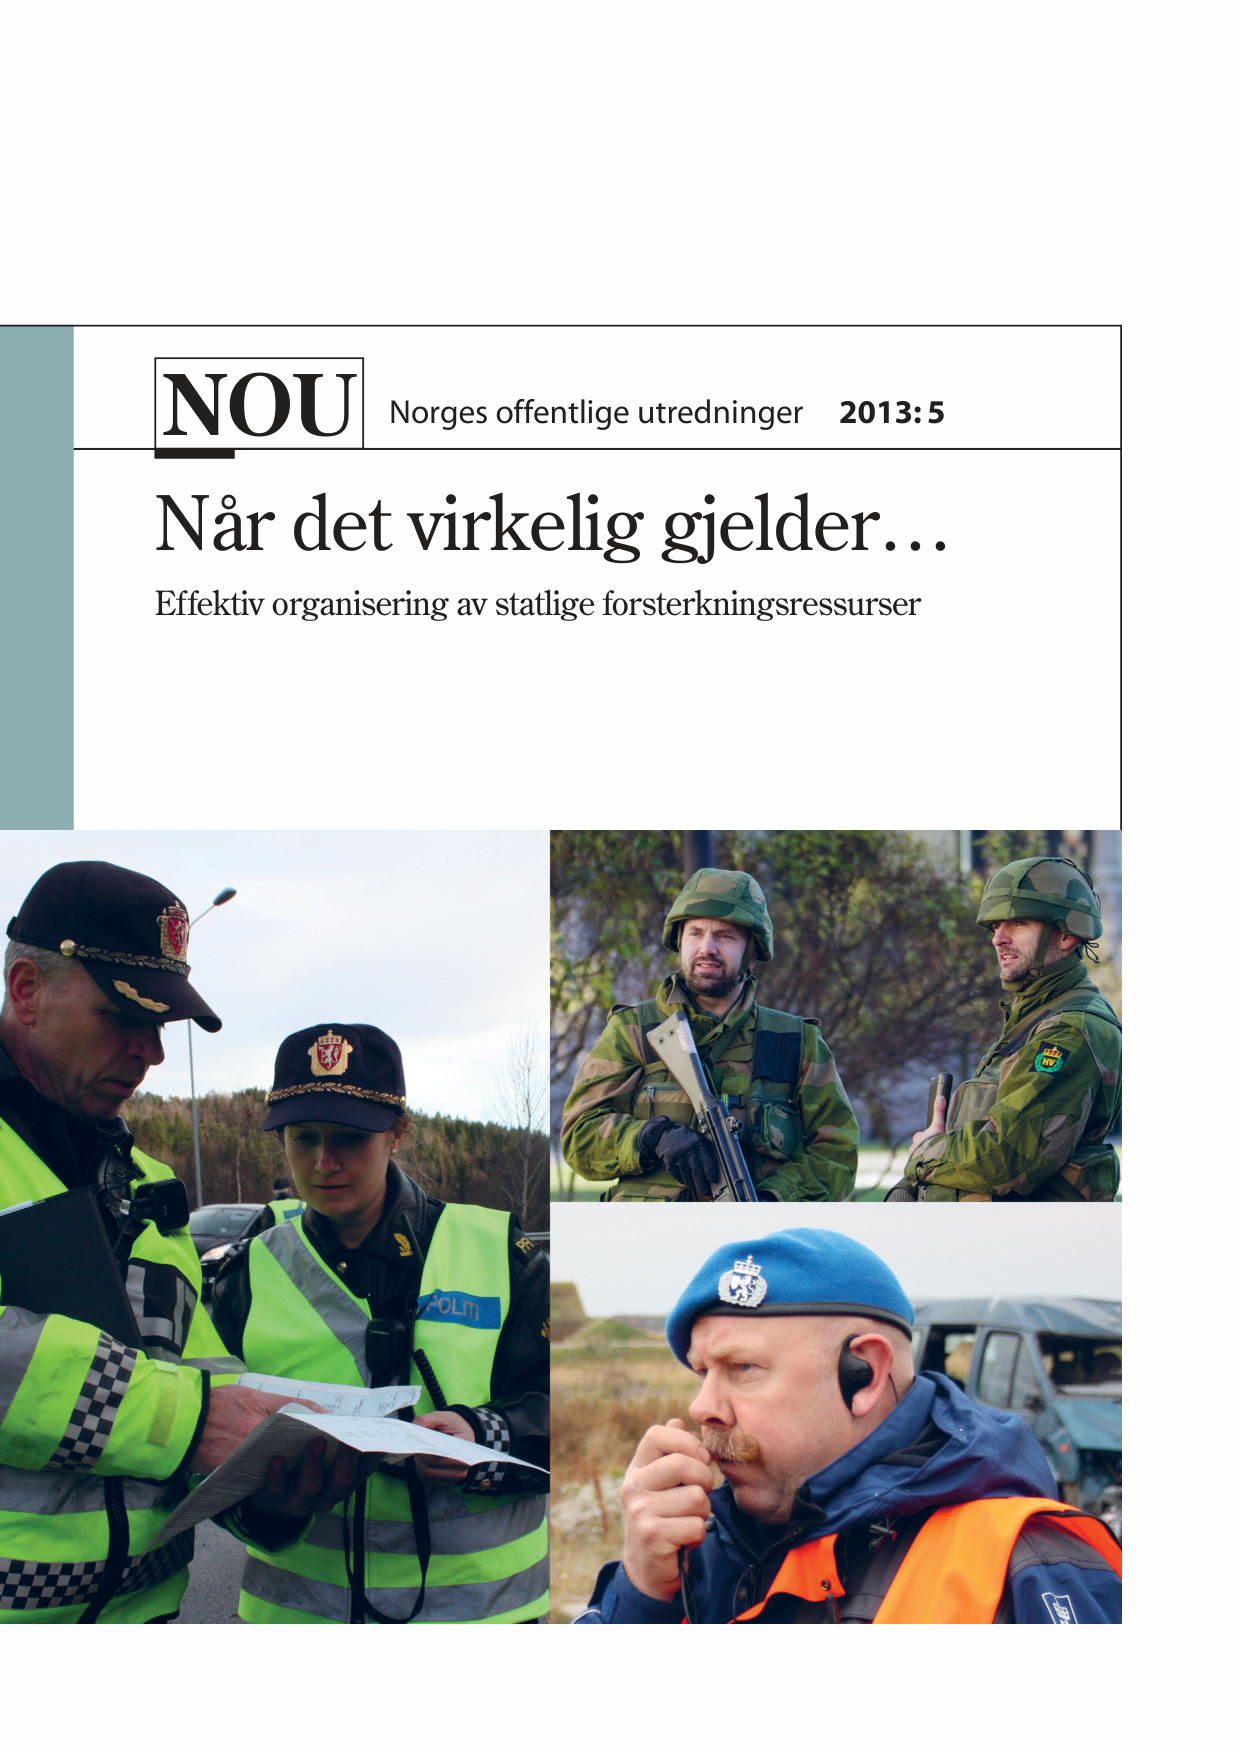 NOU
Norges offentlige utredninger 2013: 5
Når det virkelig gjelder…
Effektiv organisering av statlige forsterkningsressurser
POLITI
HV